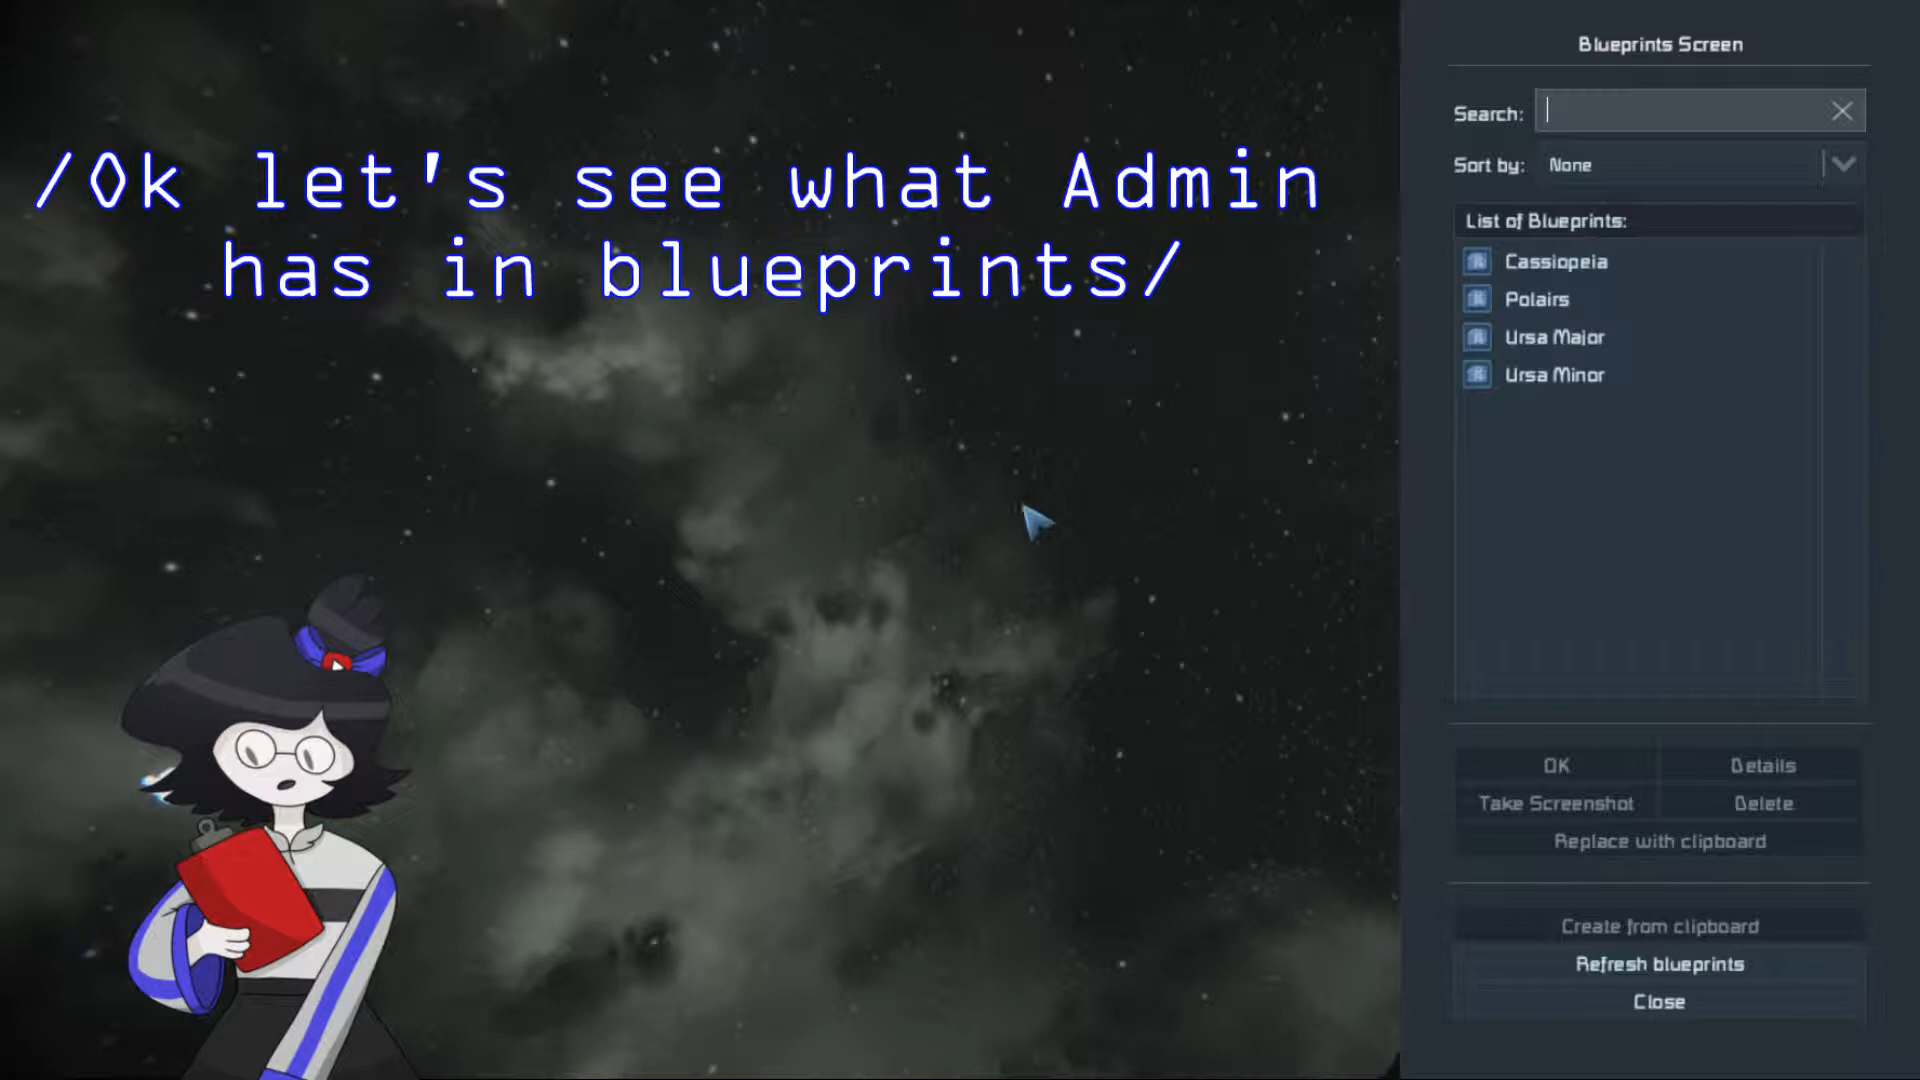 /Ok let's see what Admin
has in blueprints/
Blueprints Screen
Search:
Sort by: None
List of Blueprints:
Cassiopeia
Polairs
Ursa Major
Ursa Minor
OK Details
Take Screenshot Delete
Replace with clipboard
Create from clipboard
Refresh blueprints
Close